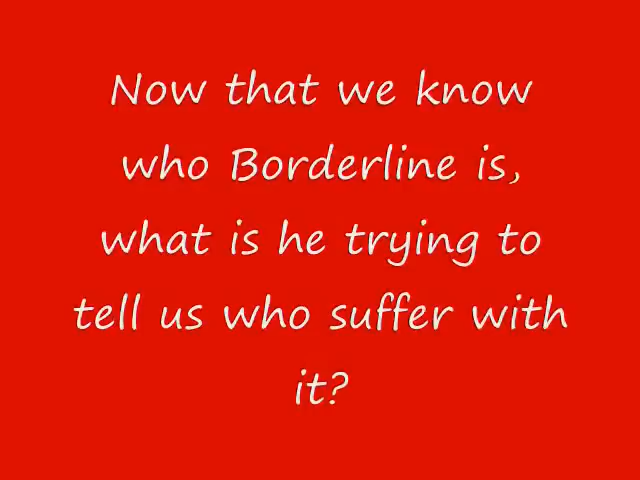 Now that we know
who Borderline is,
what is he trying to
tell us who suffer with
it?